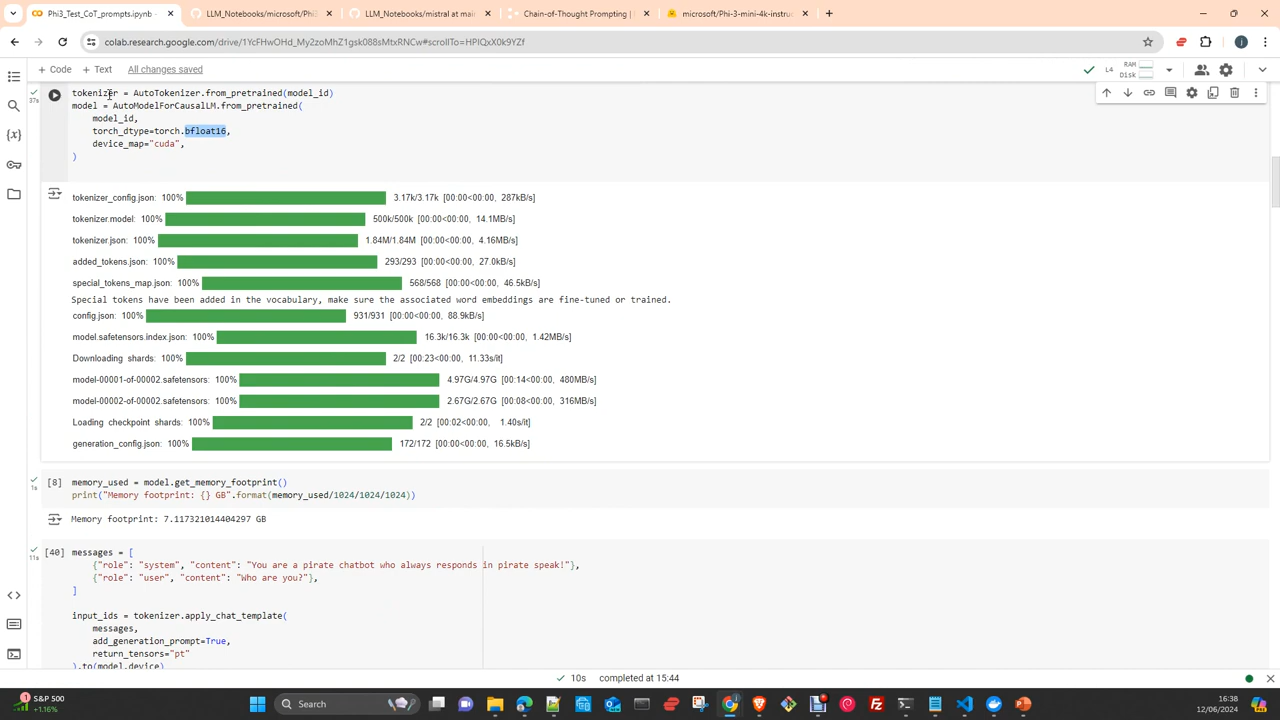 Phi3_Test_CoT_prompts.ipynb
LLM_Notebooks/microsoft/Phi3
LLM_Notebooks/mistral at main
Chain-of-Thought Prompting |
microsoft/Phi-3-mini-4k-instruc
colab.research.google.com/drive/1YcFHwOHd_My2zoMhZ1gsk088sMtxRNCw#scrollTo=HPIQxX0k9YZf
+ Code + Text All changes saved
L4 RAM
Disk
37s
tokenizer = AutoTokenizer.from_pretrained(model_id)
model = AutoModelForCausalLM.from_pretrained(
model_id,
torch_dtype=torch.bfloat16,
device_map="cuda",
)
tokenizer_config.json: 100% 3.17k/3.17k [00:00<00:00, 287kB/s]
tokenizer.model: 100% 500k/500k [00:00<00:00, 14.1MB/s]
tokenizer.json: 100% 1.84M/1.84M [00:00<00:00, 4.16MB/s]
added_tokens.json: 100% 293/293 [00:00<00:00, 27.0kB/s]
special_tokens_map.json: 100% 568/568 [00:00<00:00, 46.5kB/s]
Special tokens have been added in the vocabulary, make sure the associated word embeddings are fine-tuned or trained.
config.json: 100% 931/931 [00:00<00:00, 88.9kB/s]
model.safetensors.index.json: 100% 16.3k/16.3k [00:00<00:00, 1.42MB/s]
Downloading shards: 100% 2/2 [00:23<00:00, 11.33s/it]
model-00001-of-00002.safetensors: 100% 4.97G/4.97G [00:14<00:00, 480MB/s]
model-00002-of-00002.safetensors: 100% 2.67G/2.67G [00:08<00:00, 316MB/s]
Loading checkpoint shards: 100% 2/2 [00:02<00:00, 1.40s/it]
generation_config.json: 100% 172/172 [00:00<00:00, 16.5kB/s]
[8] memory_used = model.get_memory_footprint()
1s
print("Memory footprint: {} GB".format(memory_used/1024/1024/1024))
Memory footprint: 7.117321014404297 GB
[40] messages = [
11s
{"role": "system", "content": "You are a pirate chatbot who always responds in pirate speak!"},
{"role": "user", "content": "Who are you?"},
]
input_ids = tokenizer.apply_chat_template(
messages,
add_generation_prompt=True,
return_tensors="pt"
).to(model.device)
10s completed at 15:44
S&P 500
+1.16%
Search
16:38
12/06/2024